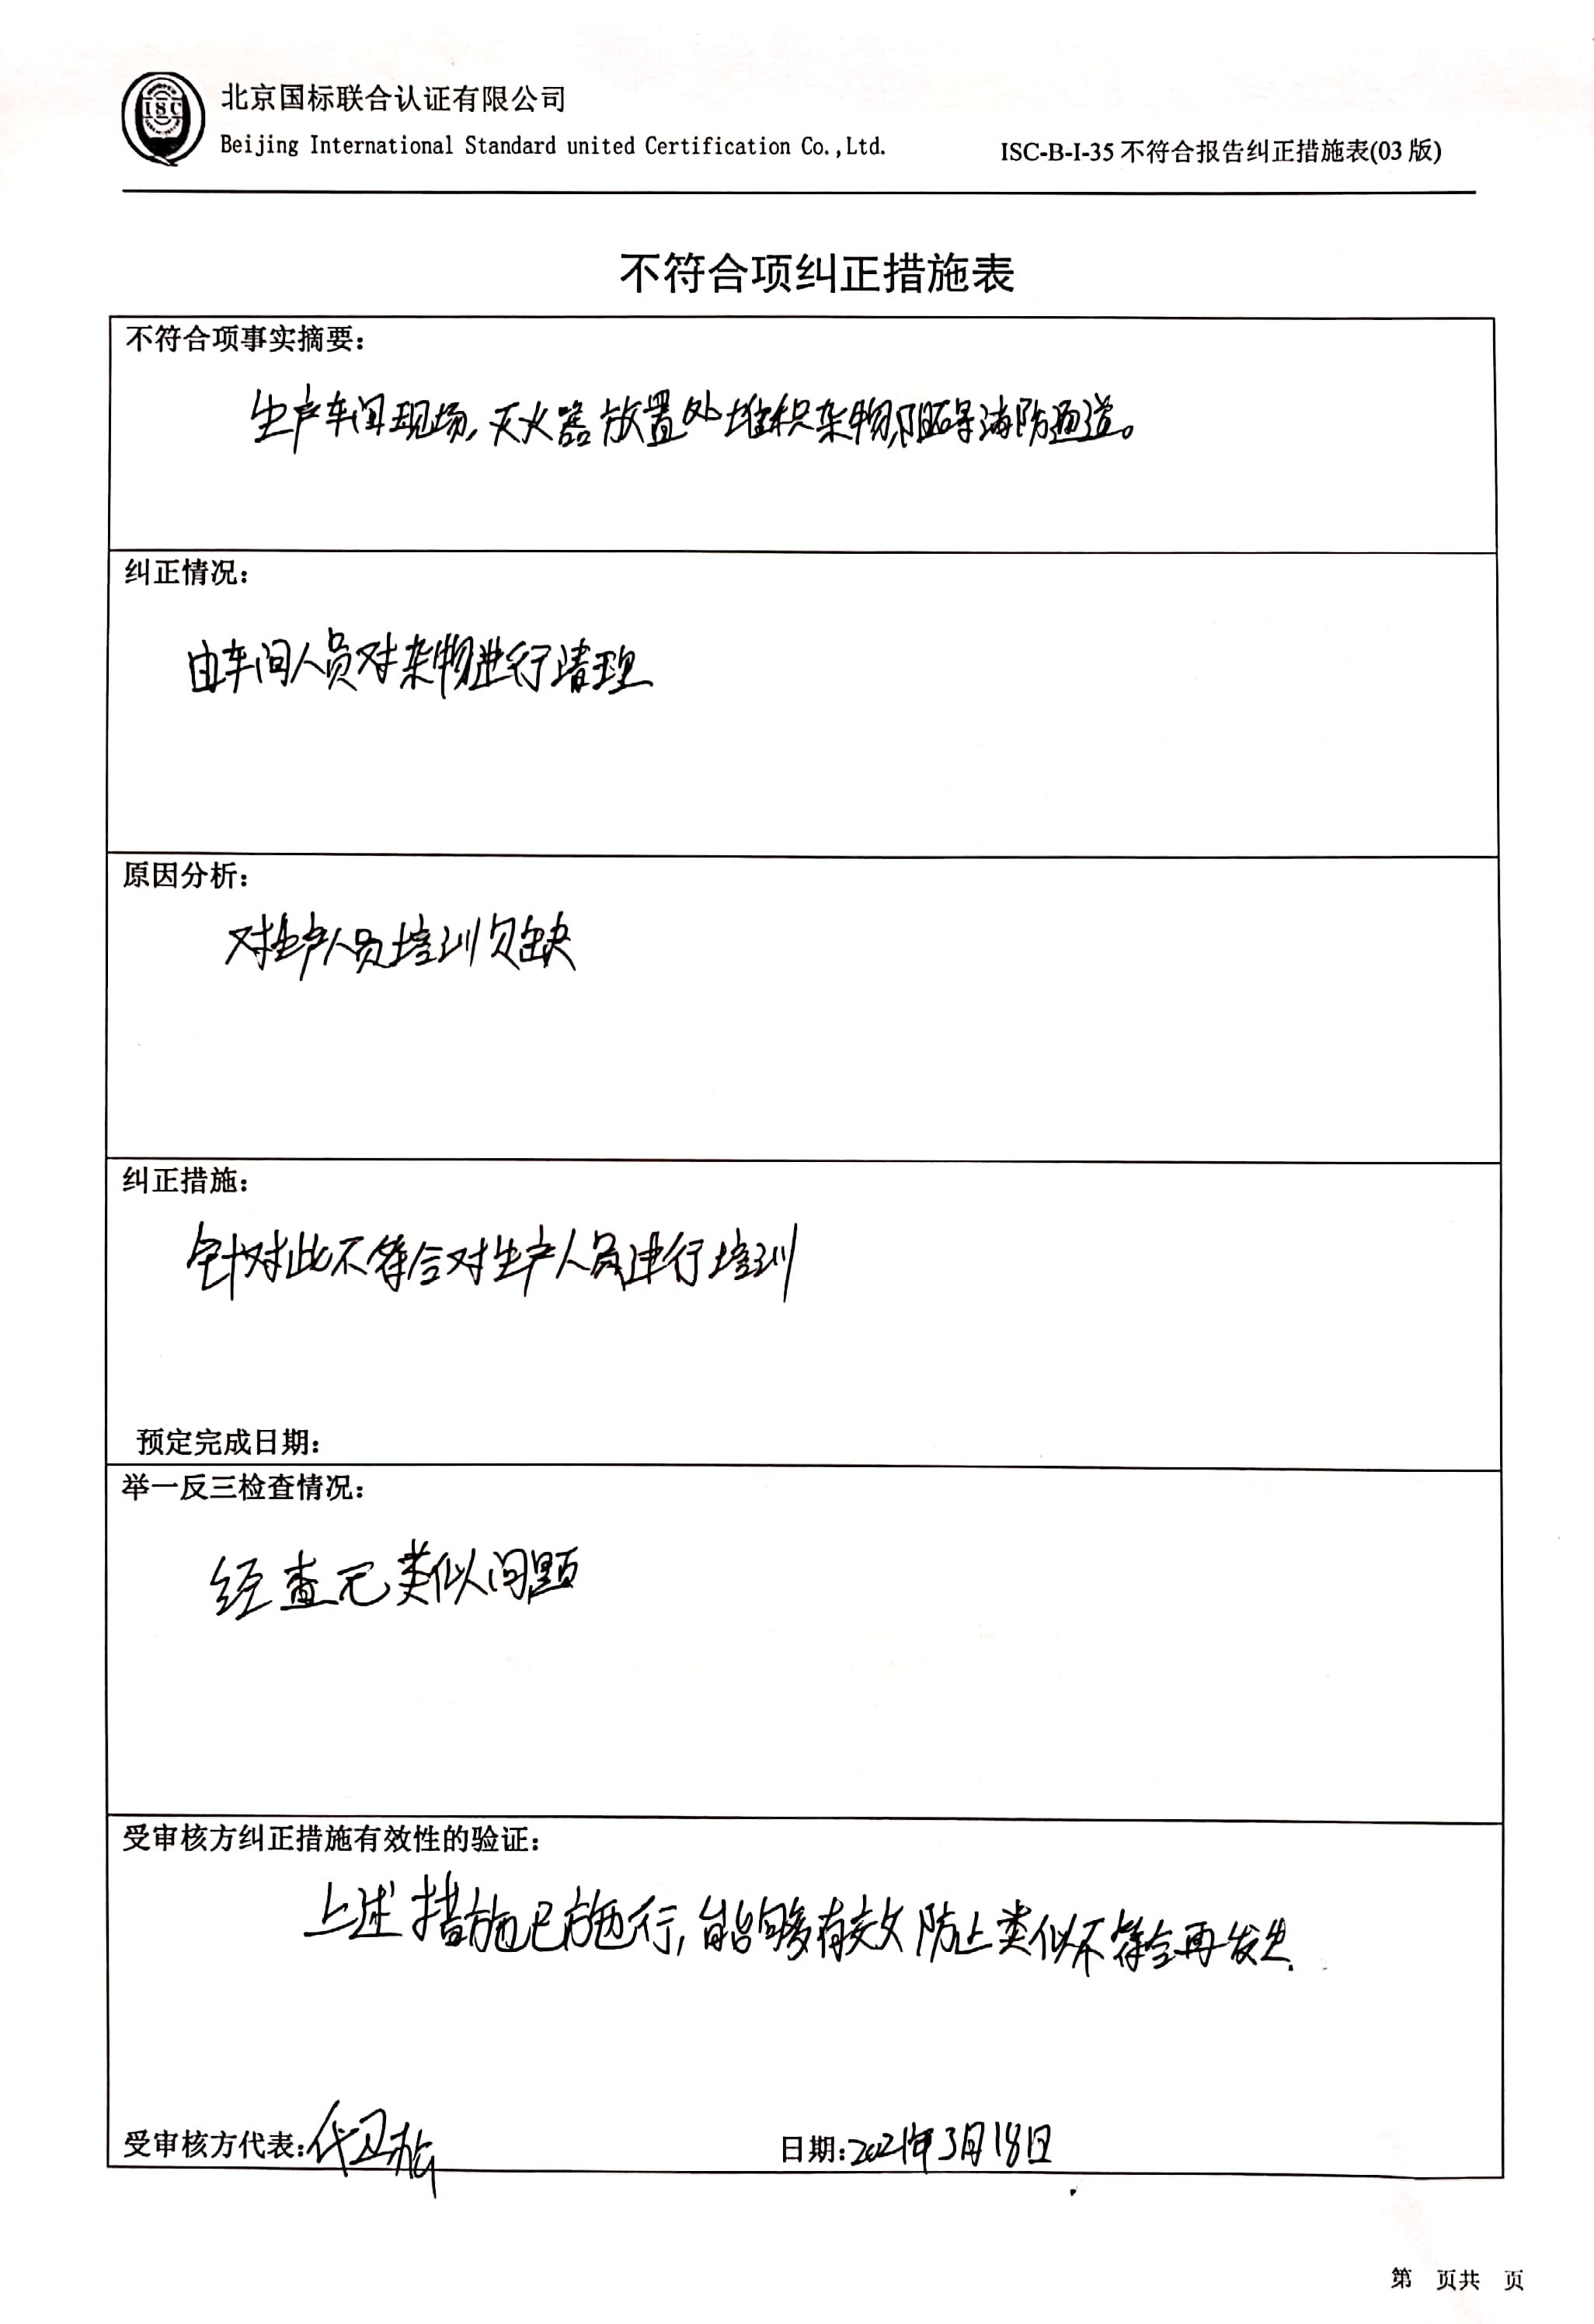 ISC
北京国标联合认证有限公司
Beijing International Standard united Certification Co.,Ltd.
ISC-B-I-35 不符合报告纠正措施表(03 版)
不符合项纠正措施表
不符合项事实摘要：
生产车间现场,灭火器放置处堆积杂物,阻碍消防通道。
纠正情况：
由车间人员对杂物进行清理
原因分析：
对生产人员培训欠缺
纠正措施：
针对此不符合对生产人员进行培训
预定完成日期：
举一反三检查情况：
经查无类似问题
受审核方纠正措施有效性的验证：
上述措施已施行,能够有效防止类似不符合再发生.
受审核方代表:
日期:2021年3月18日
第 页共 页